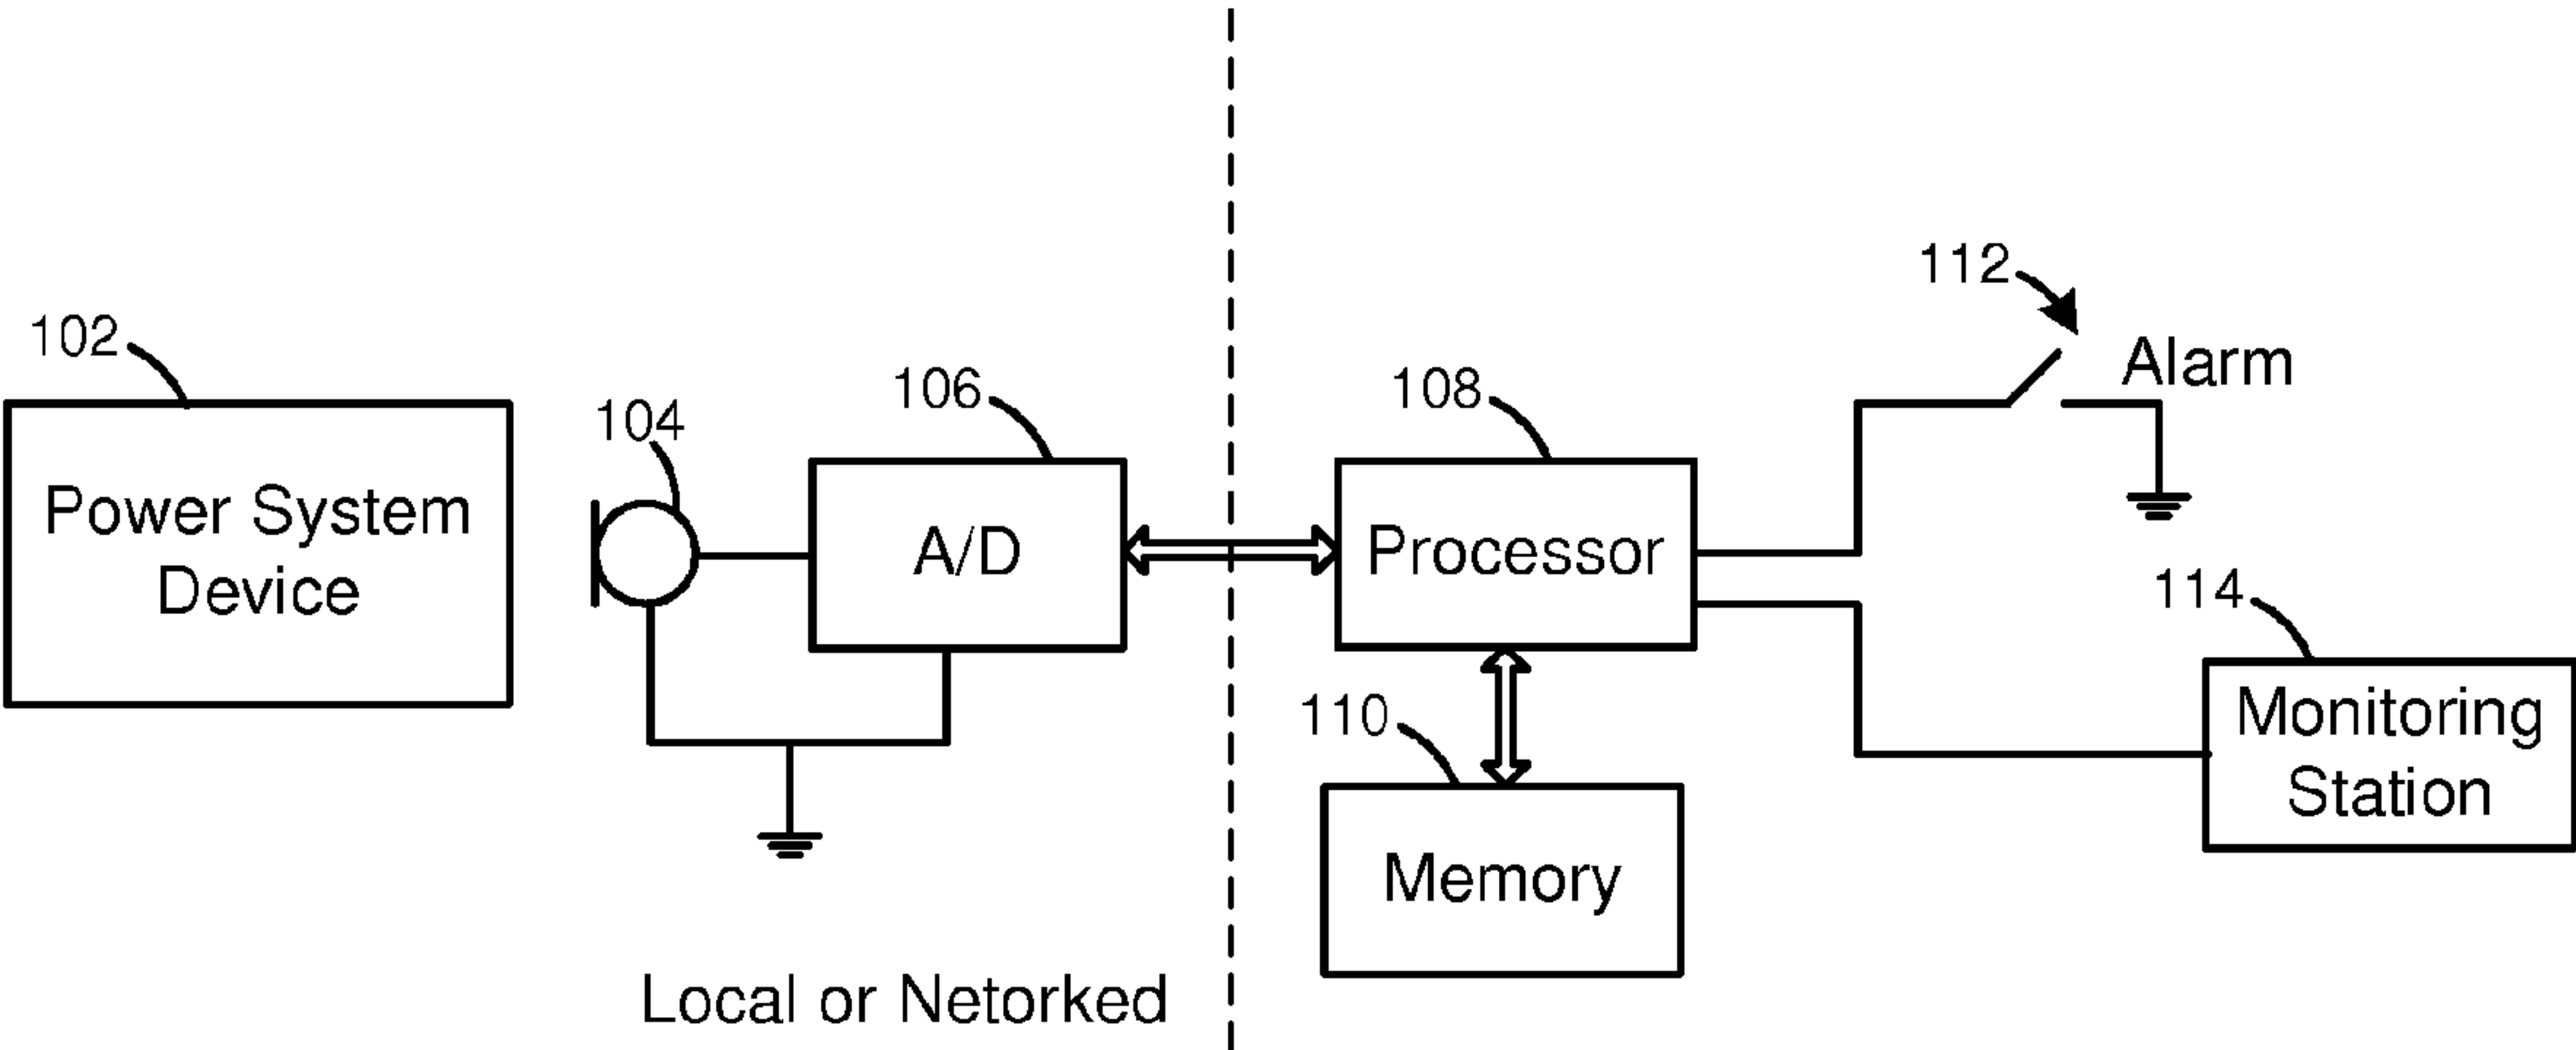 112
102
Alarm
106
108
104
Power System
Device
A/D
Processor
114
110
Monitoring
Station
Memory
Local or Netorked